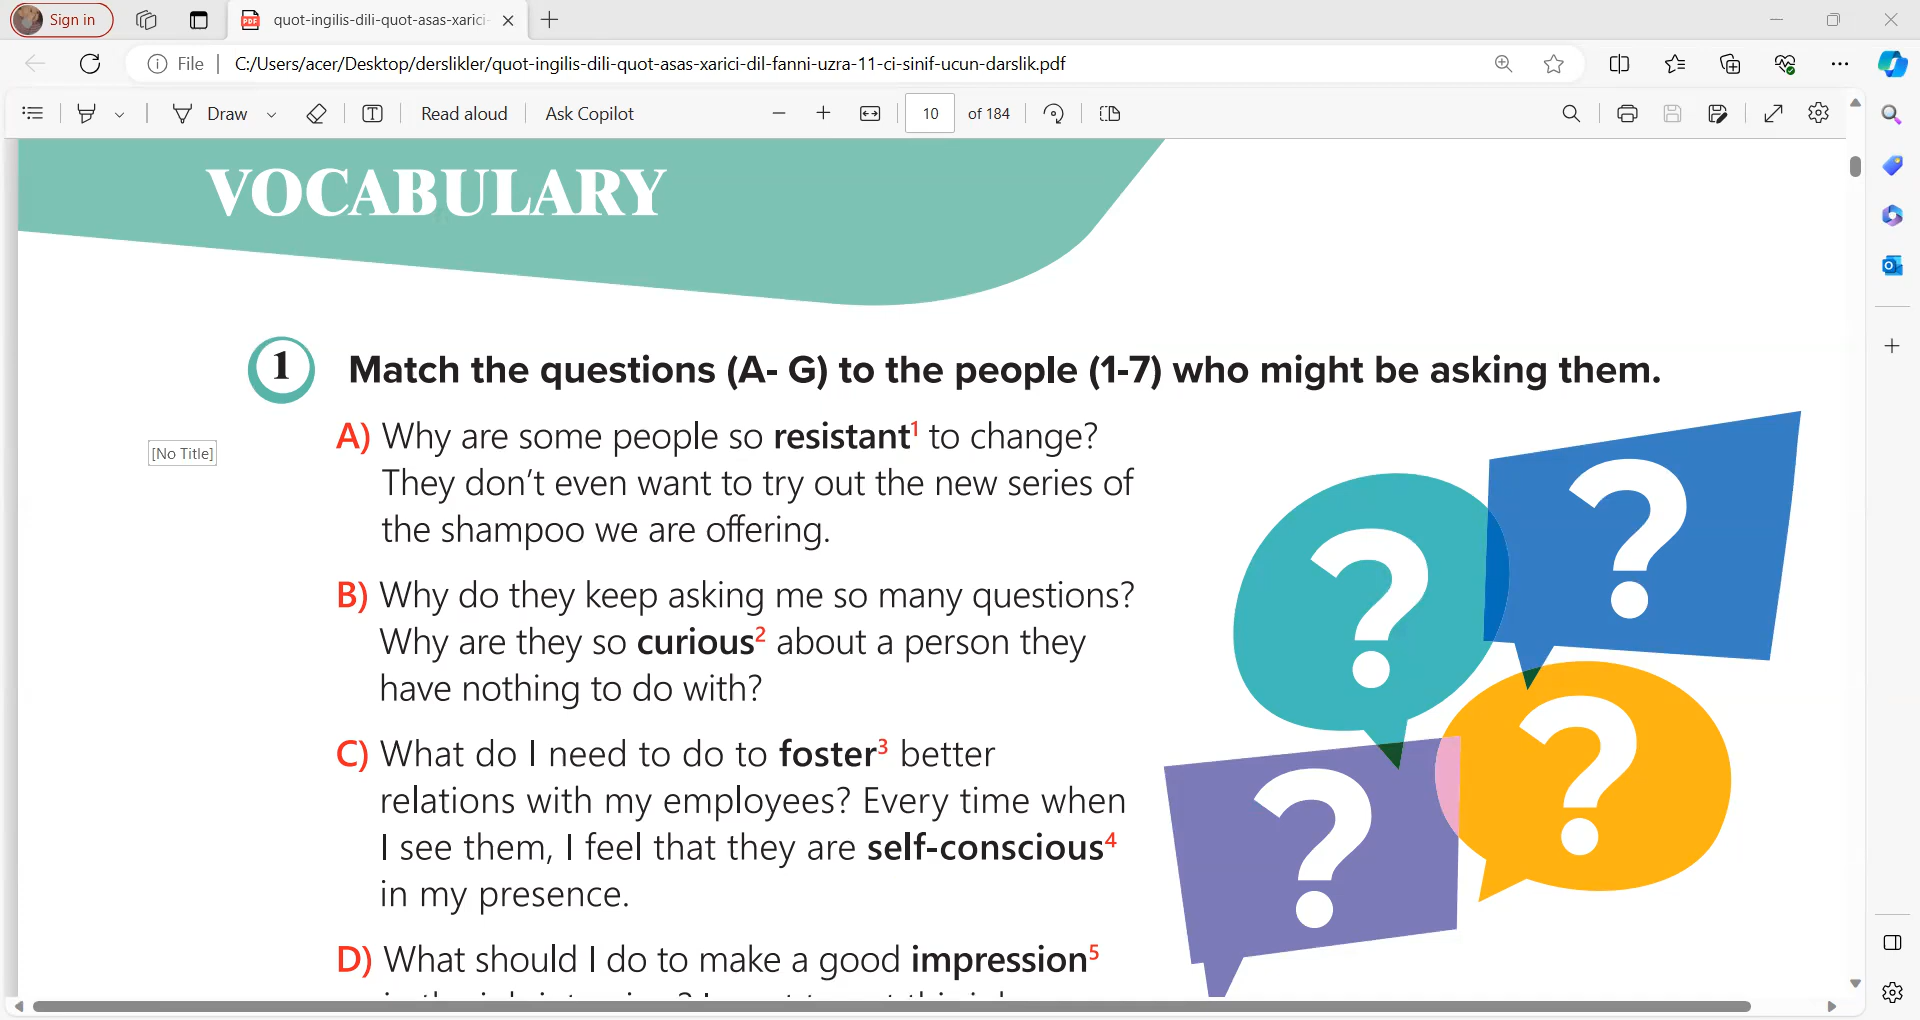 Sign in
quot-ingilis-dili-quot-asas-xarici-
File
C:/Users/acer/Desktop/derslikler/quot-ingilis-dili-quot-asas-xarici-dil-fanni-uzra-11-ci-sinif-ucun-darslik.pdf
Draw
Read aloud
Ask Copilot
10
of 184
VOCABULARY
1 Match the questions (A- G) to the people (1-7) who might be asking them.
[No Title]
A) Why are some people so resistant¹ to change?
They don't even want to try out the new series of
the shampoo we are offering.
B) Why do they keep asking me so many questions?
Why are they so curious² about a person they
have nothing to do with?
C) What do I need to do to foster³ better
relations with my employees? Every time when
I see them, I feel that they are self-conscious⁴
in my presence.
D) What should I do to make a good impression⁵
?
?
?
?